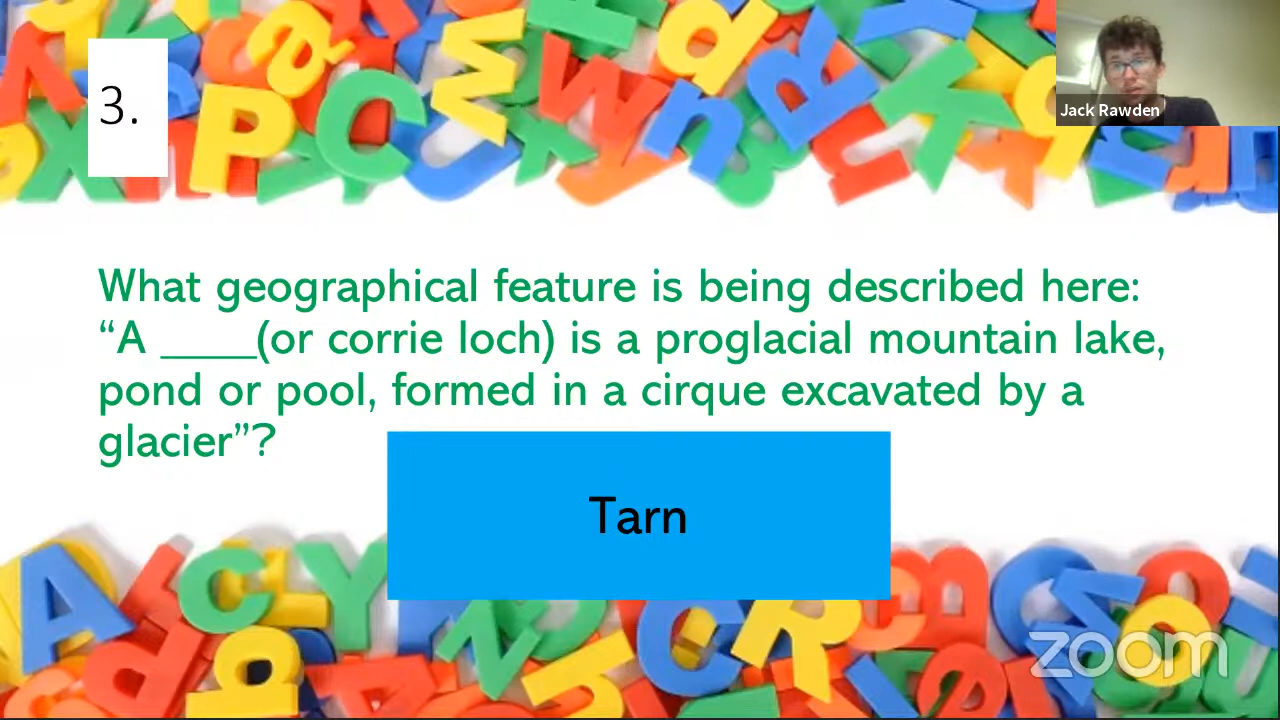 3.
Jack Rawden
What geographical feature is being described here:
“A ____(or corrie loch) is a proglacial mountain lake,
pond or pool, formed in a cirque excavated by a
glacier”?
Tarn
zoom